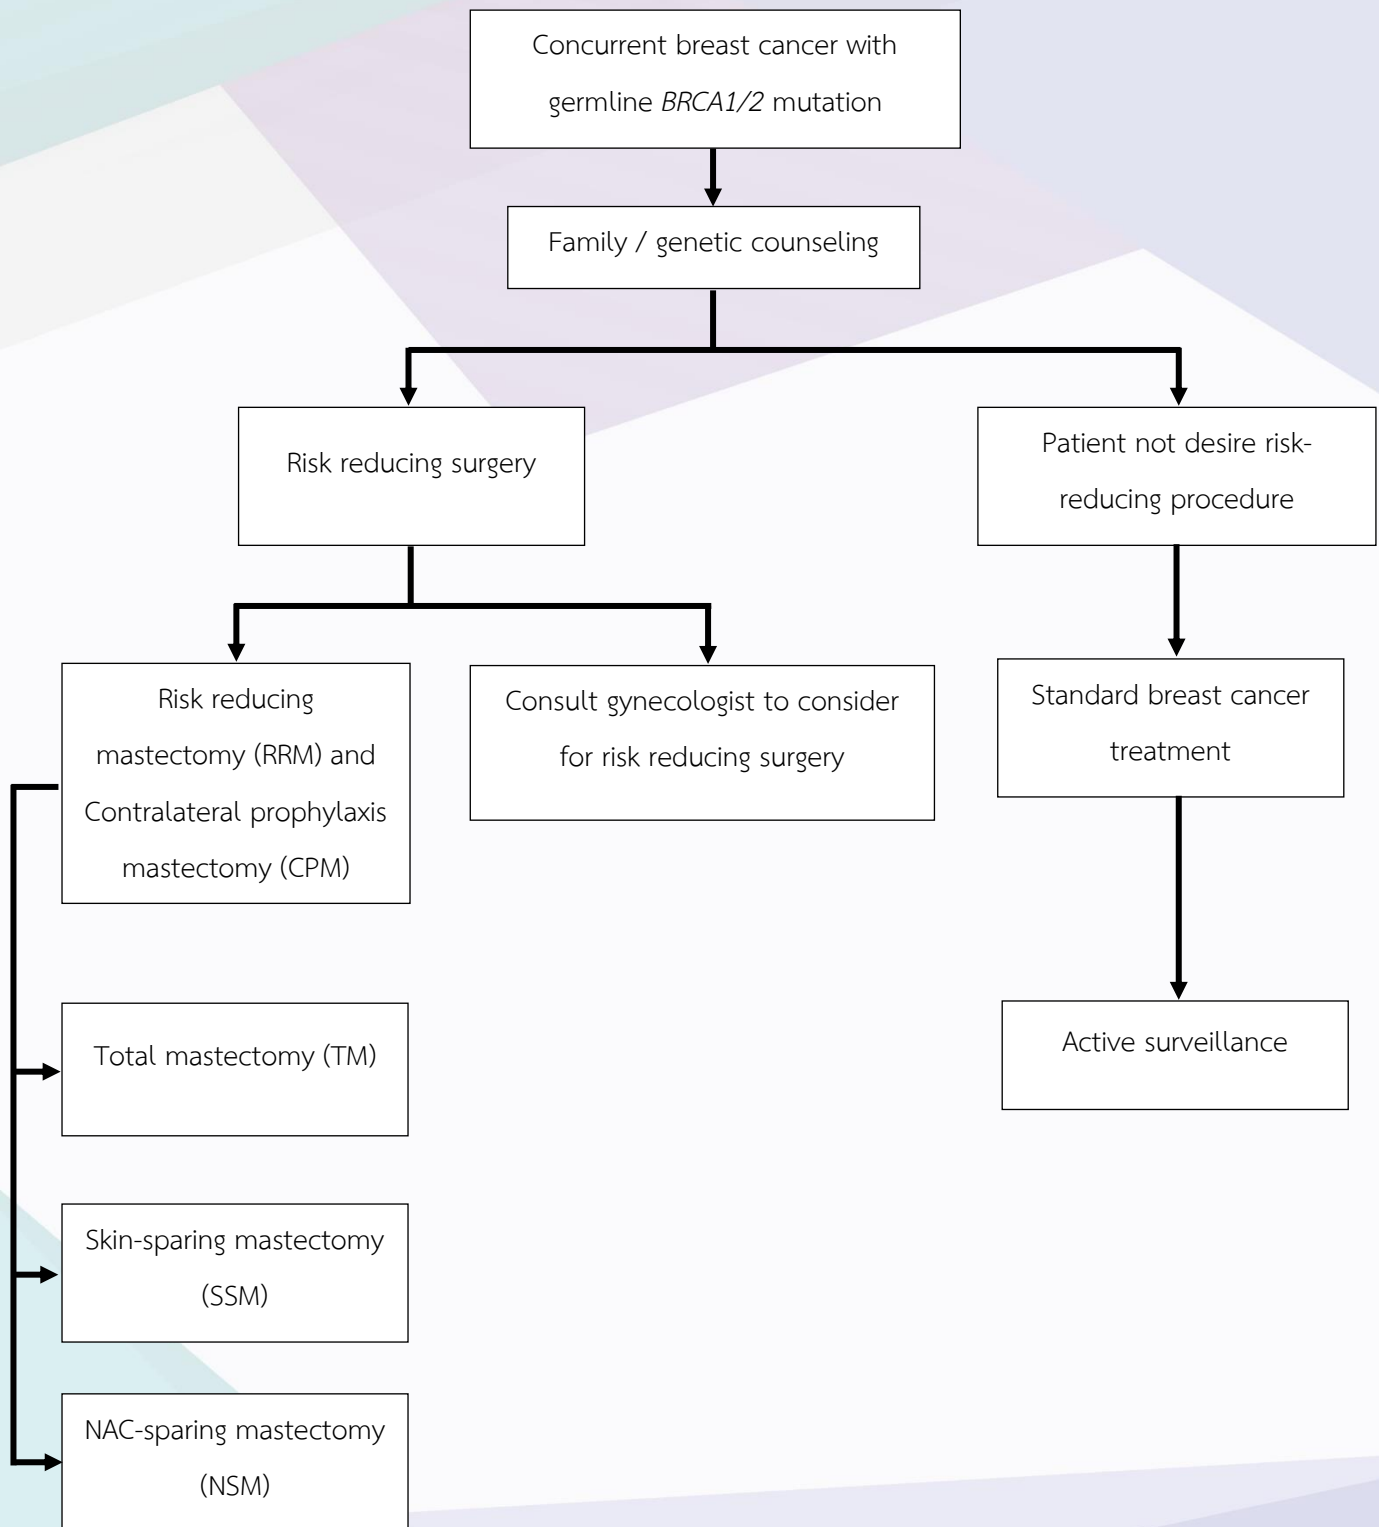 Concurrent breast cancer with
germline BRCA1/2 mutation
Family / genetic counseling
Risk reducing surgery
Patient not desire risk-
reducing procedure
Risk reducing
mastectomy (RRM) and
Contralateral prophylaxis
mastectomy (CPM)
Consult gynecologist to consider
for risk reducing surgery
Standard breast cancer
treatment
Total mastectomy (TM)
Active surveillance
Skin-sparing mastectomy
(SSM)
NAC-sparing mastectomy
(NSM)